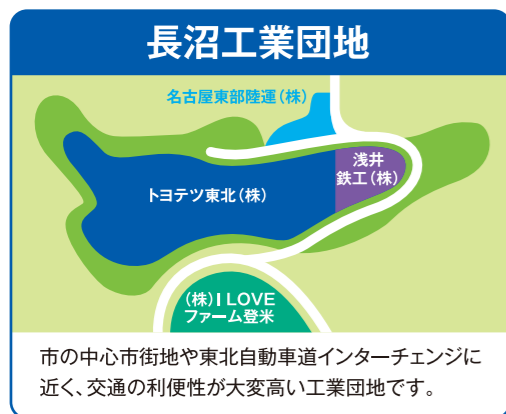 長沼工業団地
名古屋東部陸運(株)
浅井
鉄工(株)
トヨテツ東北(株)
(株)I LOVE
ファーム登米
市の中心市街地や東北自動車道インターチェンジに
近く、交通の利便性が大変高い工業団地です。